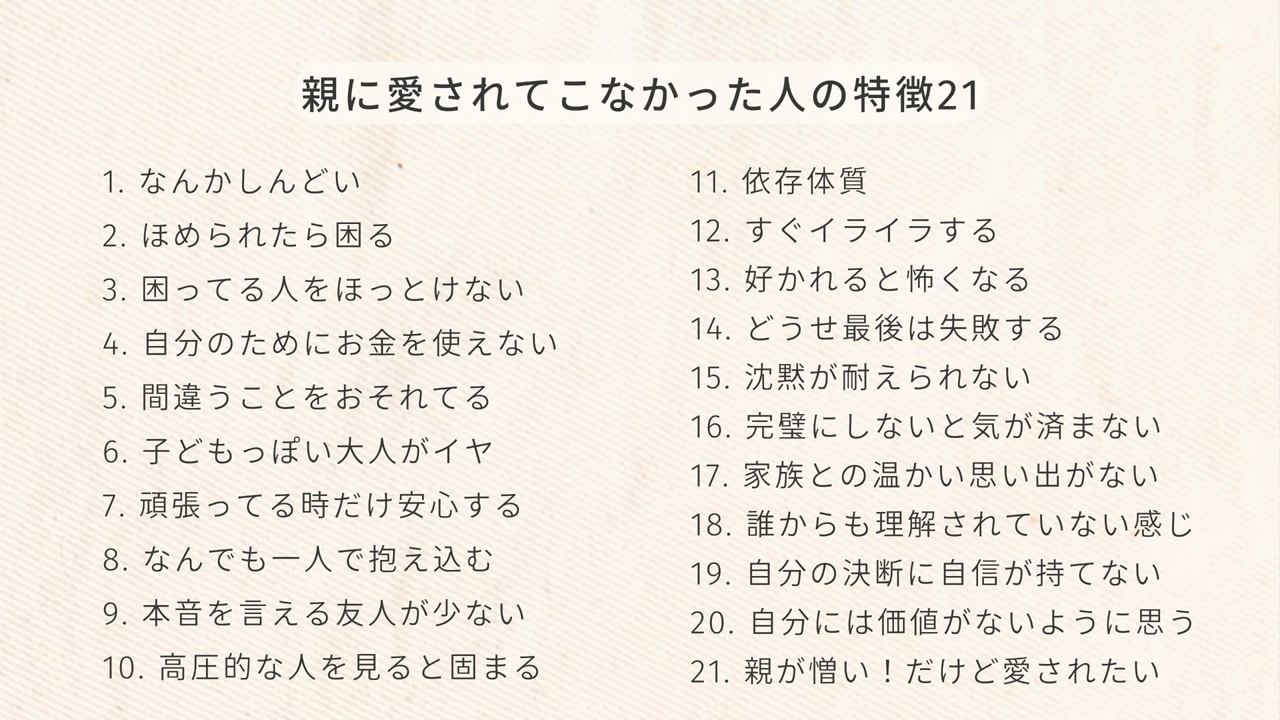 親に愛されてこなかった人の特徴21
1. なんかしんどい
2. ほめられたら困る
3. 困ってる人をほっとけない
4. 自分のためにお金を使えない
5. 間違うことをおそれてる
6. 子どもっぽい大人がイヤ
7. 頑張ってる時だけ安心する
8. なんでも一人で抱え込む
9. 本音を言える友人が少ない
10. 高圧的な人を見ると固まる
11. 依存体質
12. すぐイライラする
13. 好かれると怖くなる
14. どうせ最後は失敗する
15. 沈黙が耐えられない
16. 完璧にしないと気が済まない
17. 家族との温かい思い出がない
18. 誰からも理解されていない感じ
19. 自分の決断に自信が持てない
20. 自分には価値がないように思う
21. 親が憎い！だけど愛されたい